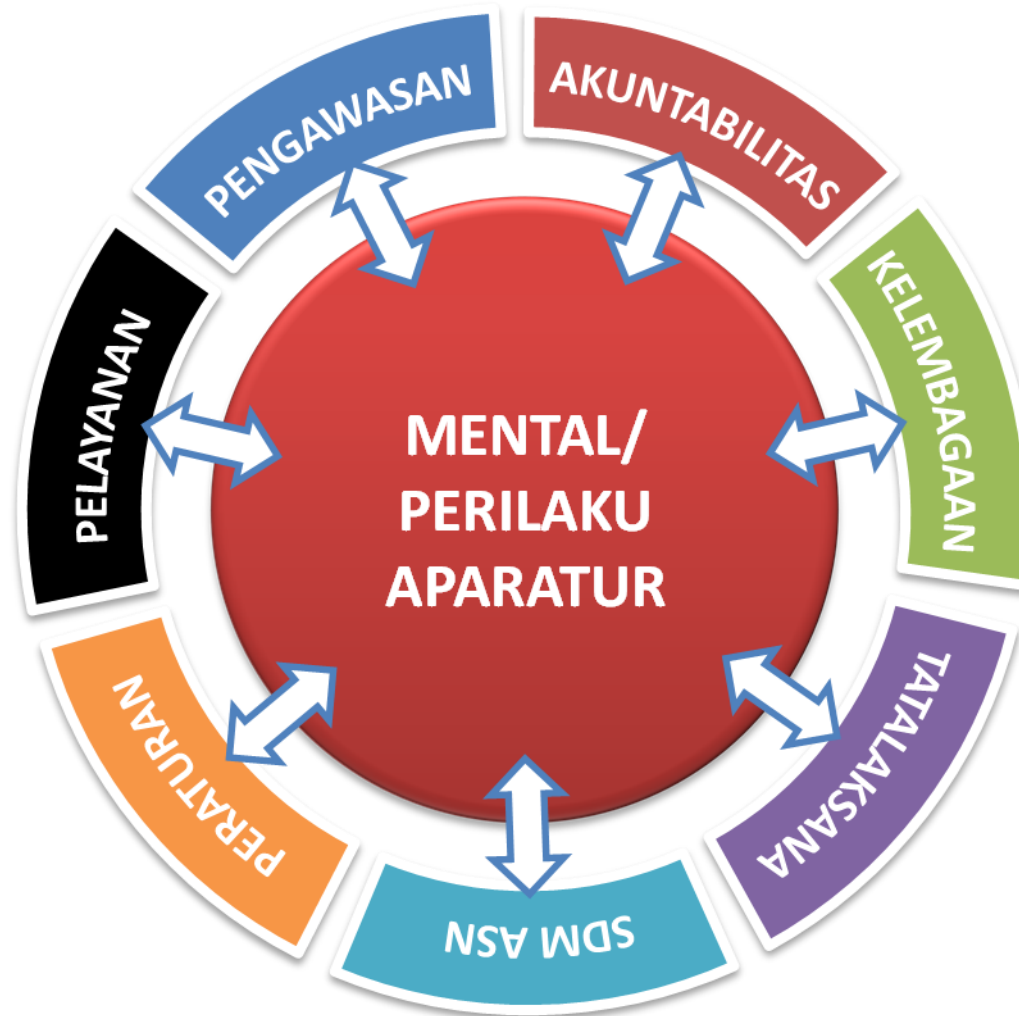 PENGAWASAN
AKUNTABILITAS
KELEMBAGAAN
TATALAKSANA
SDM ASN
PERATURAN
PELAYANAN
MENTAL/
PERILAKU
APARATUR